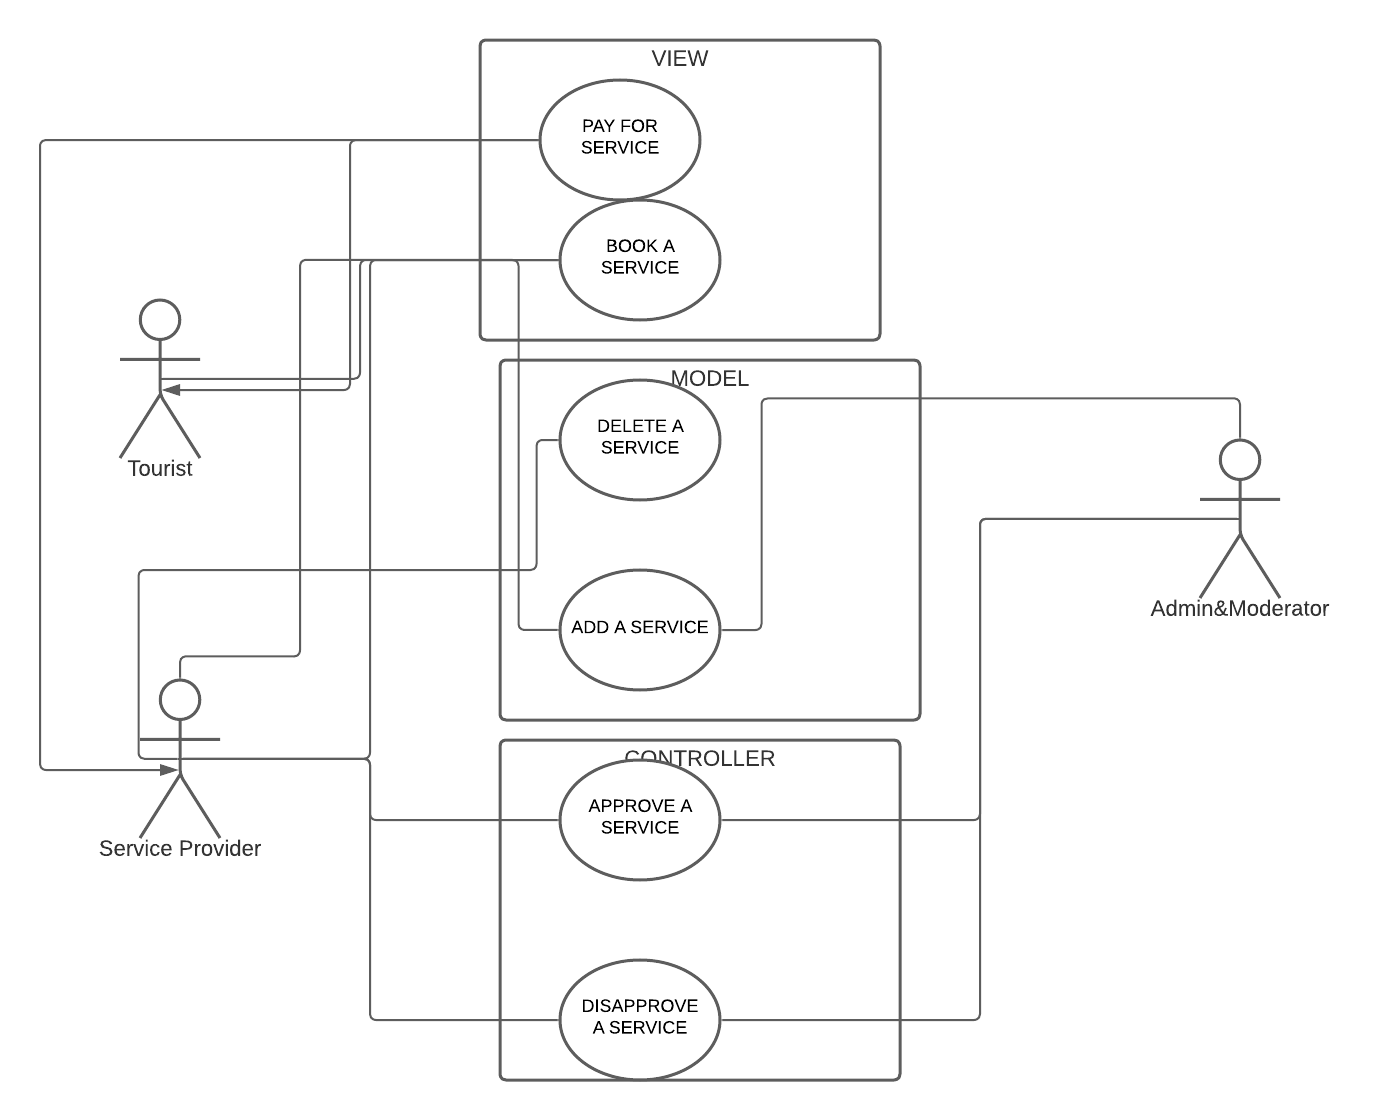 VIEW
PAY FOR
SERVICE
BOOK A
SERVICE
Tourist
MODEL
DELETE A
SERVICE
ADD A SERVICE
Admin&Moderator
Service Provider
CONTROLLER
APPROVE A
SERVICE
DISAPPROVE
A SERVICE